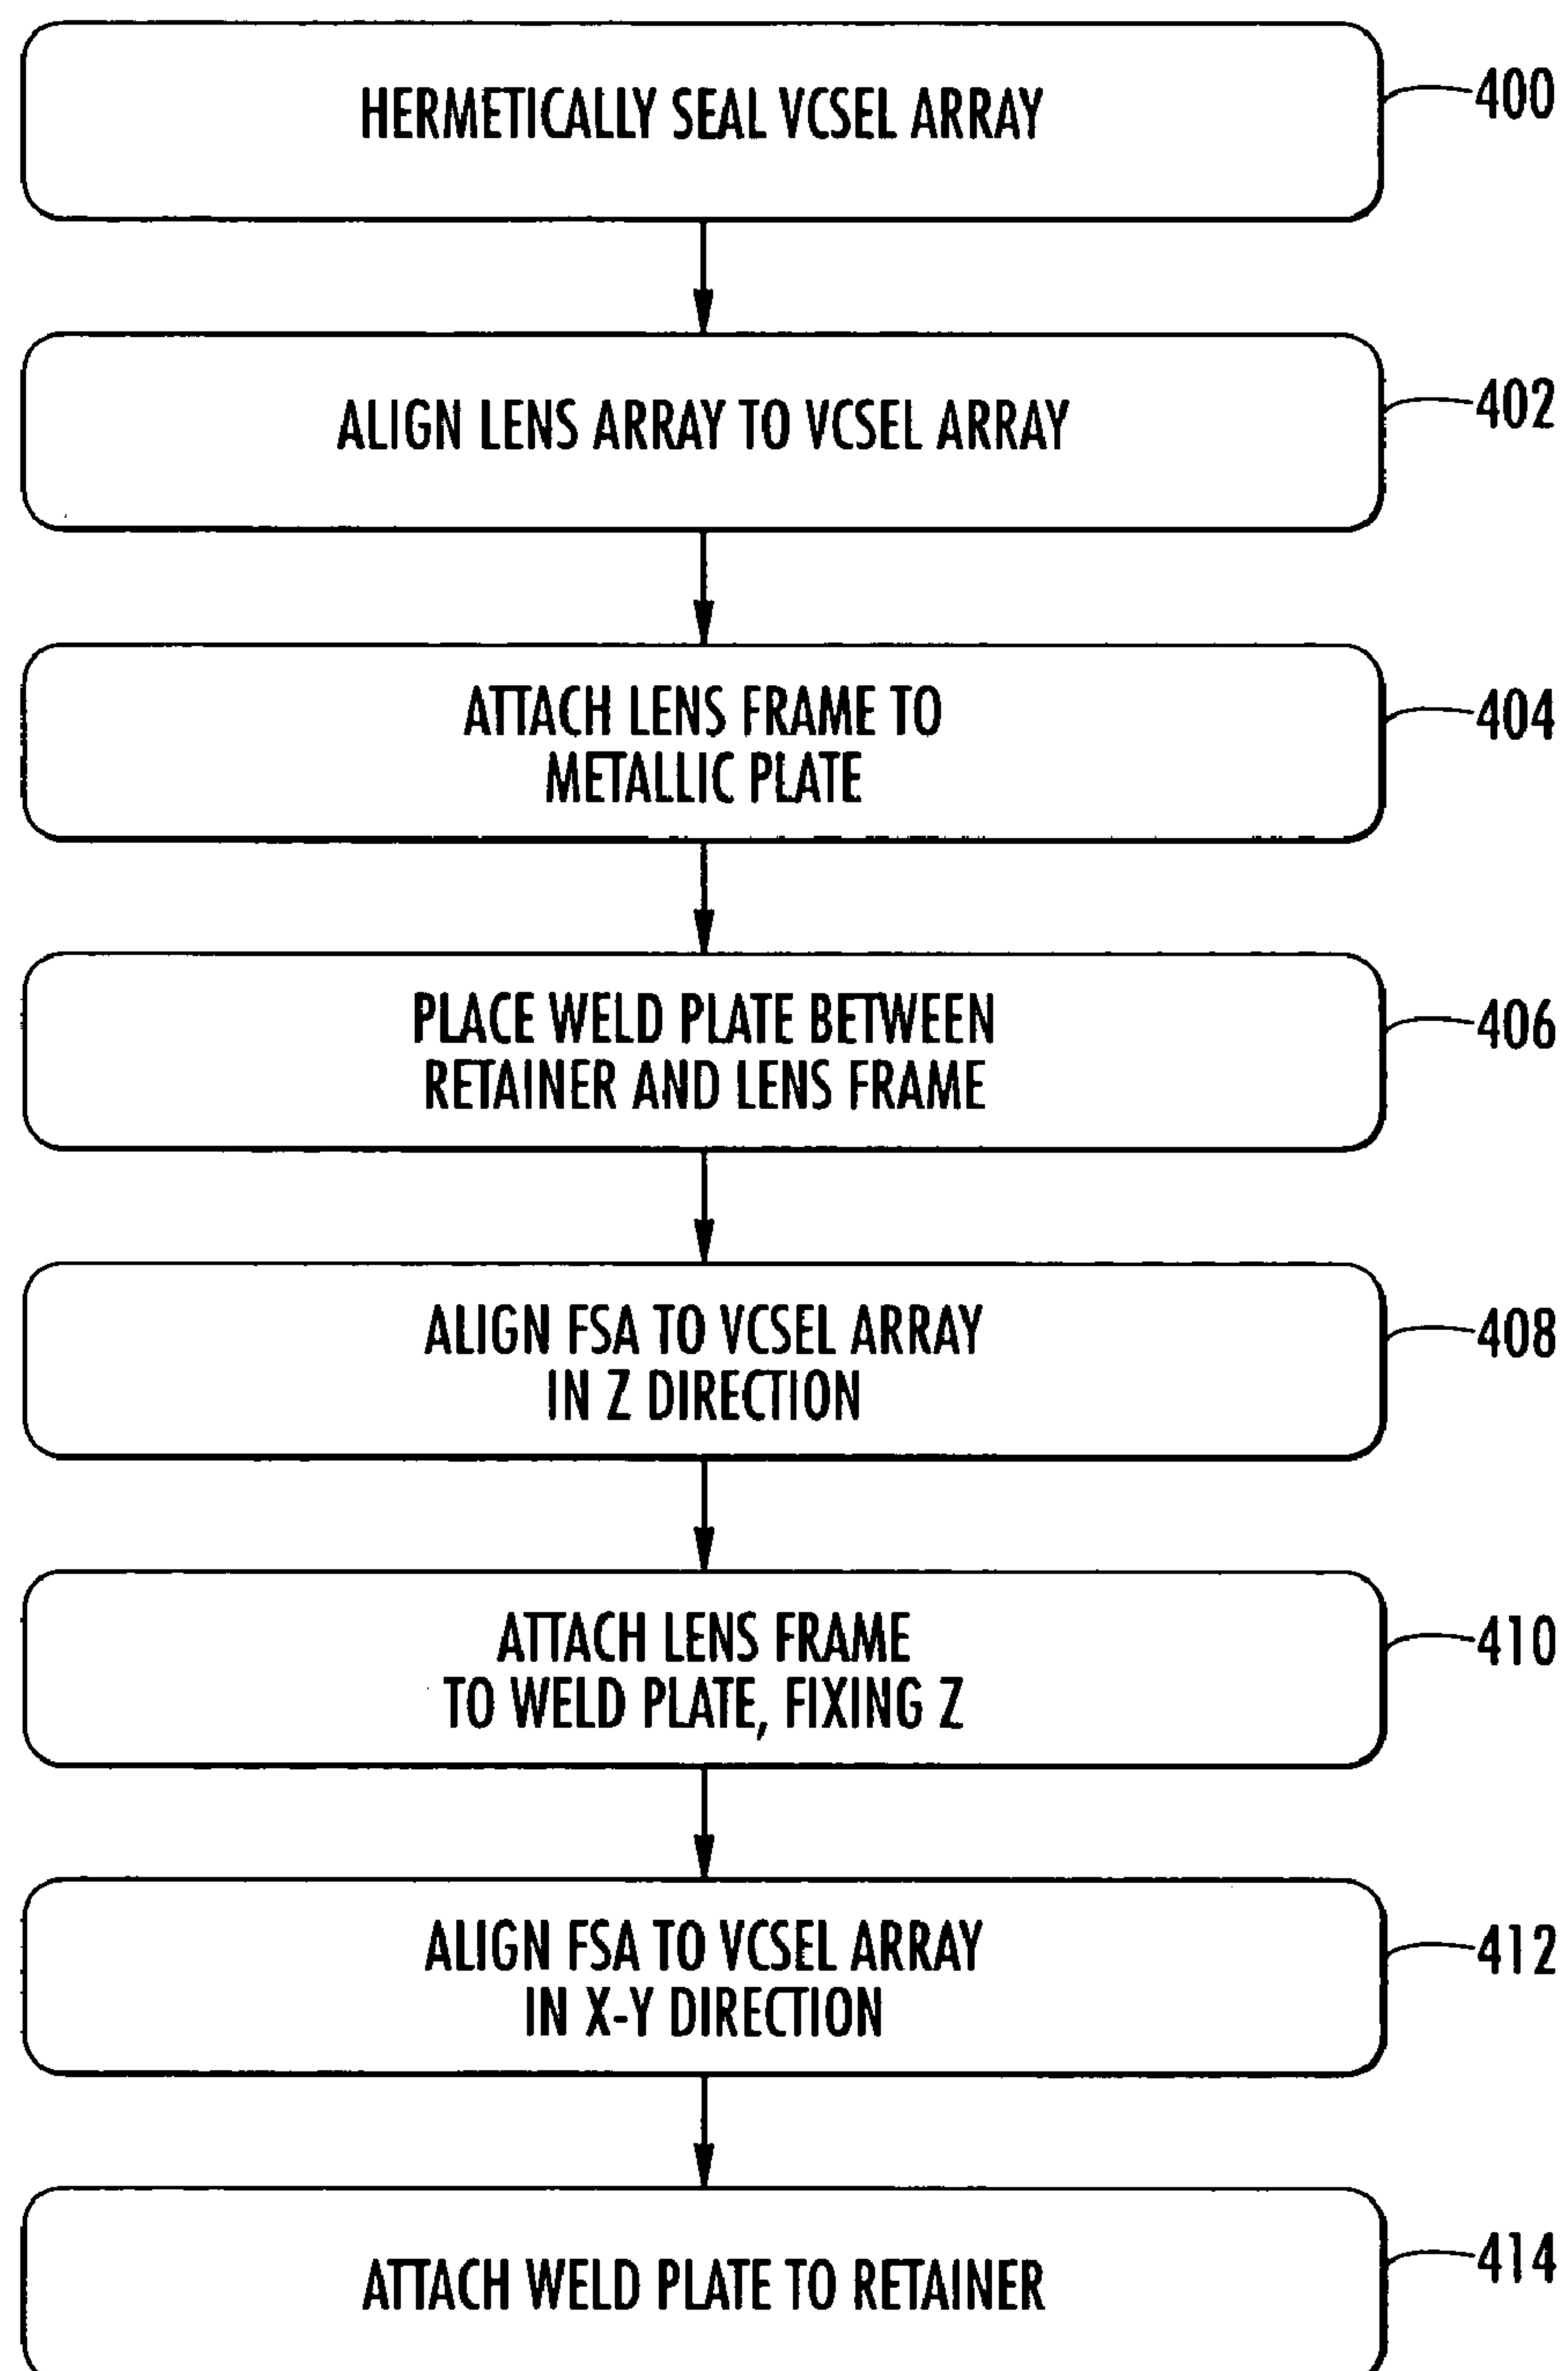 HERMETICALLY SEAL VCSEL ARRAY
400
ALIGN LENS ARRAY TO VCSEL ARRAY
402
ATTACH LENS FRAME TO
METALLIC PLATE
404
PLACE WELD PLATE BETWEEN
RETAINER AND LENS FRAME
406
ALIGN FSA TO VCSEL ARRAY
IN Z DIRECTION
408
ATTACH LENS FRAME
TO WELD PLATE, FIXING Z
410
ALIGN FSA TO VCSEL ARRAY
IN X-Y DIRECTION
412
ATTACH WELD PLATE TO RETAINER
414